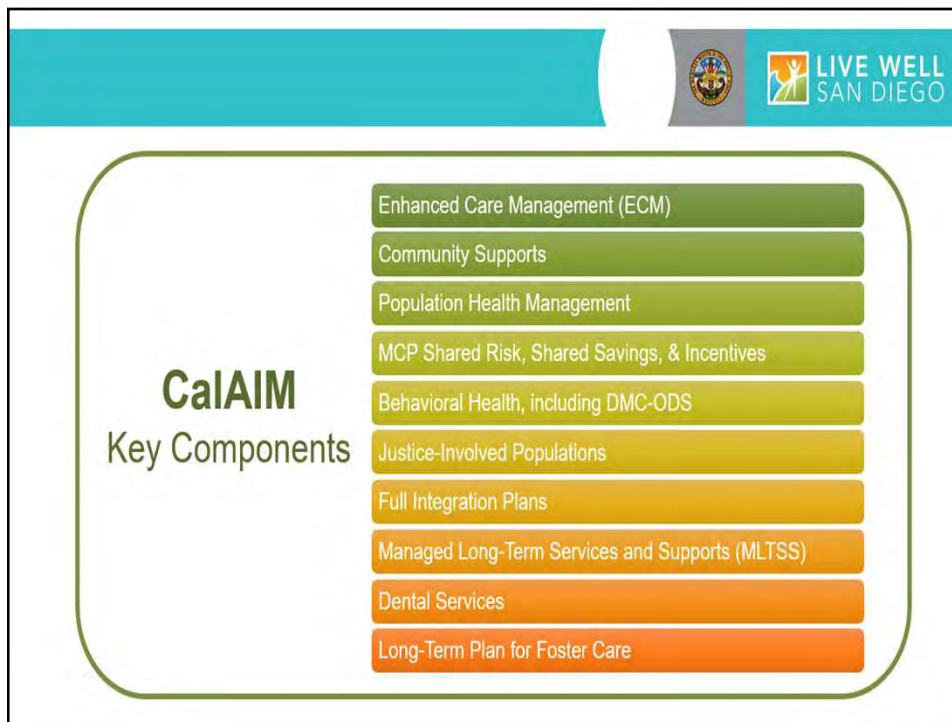 LIVE WELL
SAN DIEGO
CalAIM
Key Components
Enhanced Care Management (ECM)
Community Supports
Population Health Management
MCP Shared Risk, Shared Savings, & Incentives
Behavioral Health, including DMC-ODS
Justice-Involved Populations
Full Integration Plans
Managed Long-Term Services and Supports (MLTSS)
Dental Services
Long-Term Plan for Foster Care